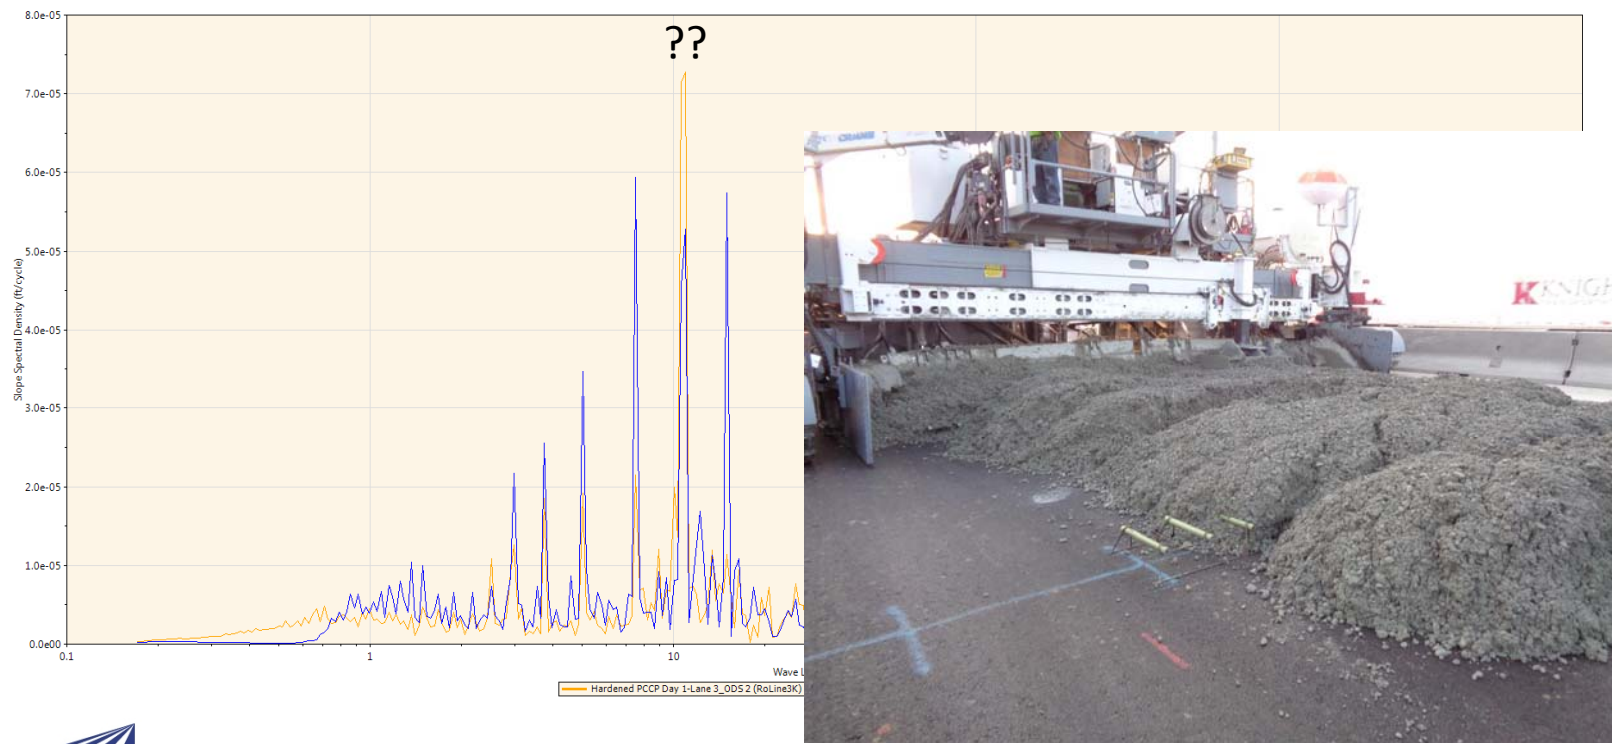 8.0e-05
??
7.0e-05
6.0e-05
5.0e-05
4.0e-05
3.0e-05
2.0e-05
1.0e-05
0.0e00
Slope Spectral Density (ft/cycle)
0.1
1
10
Wave
Hardened PCCP Day 1-Lane 3_ODS 2 (RoLine3K)
KNIGH